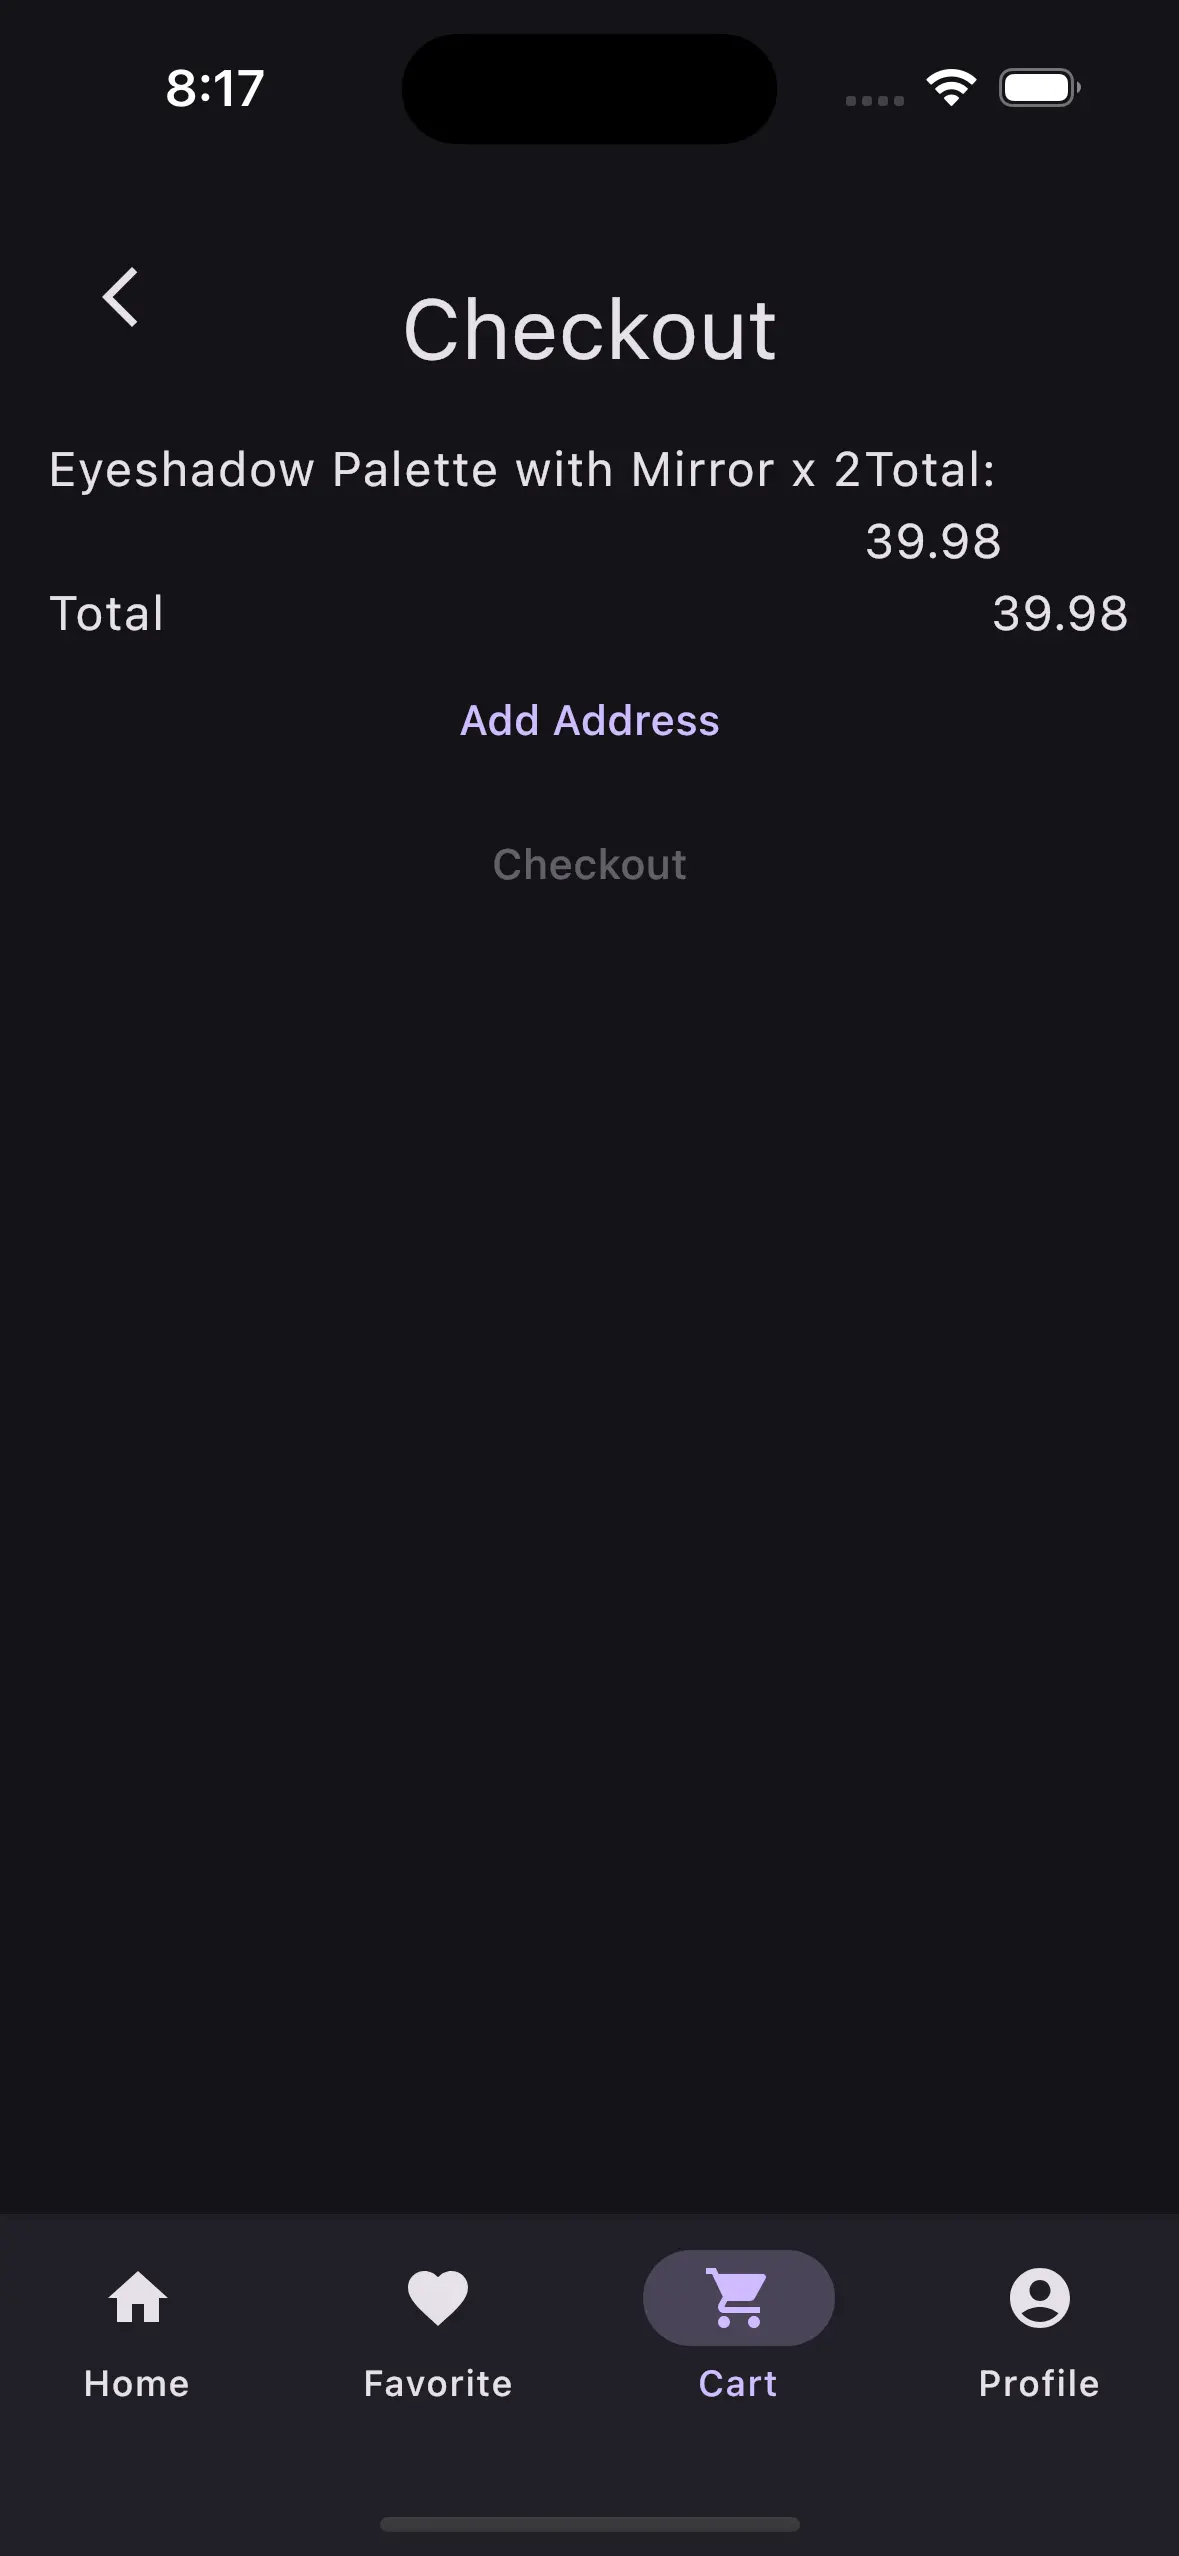 8:17
Checkout
Eyeshadow Palette with Mirror x 2Total:
39.98
Total 39.98
Add Address
Checkout
Home Favorite Cart Profile